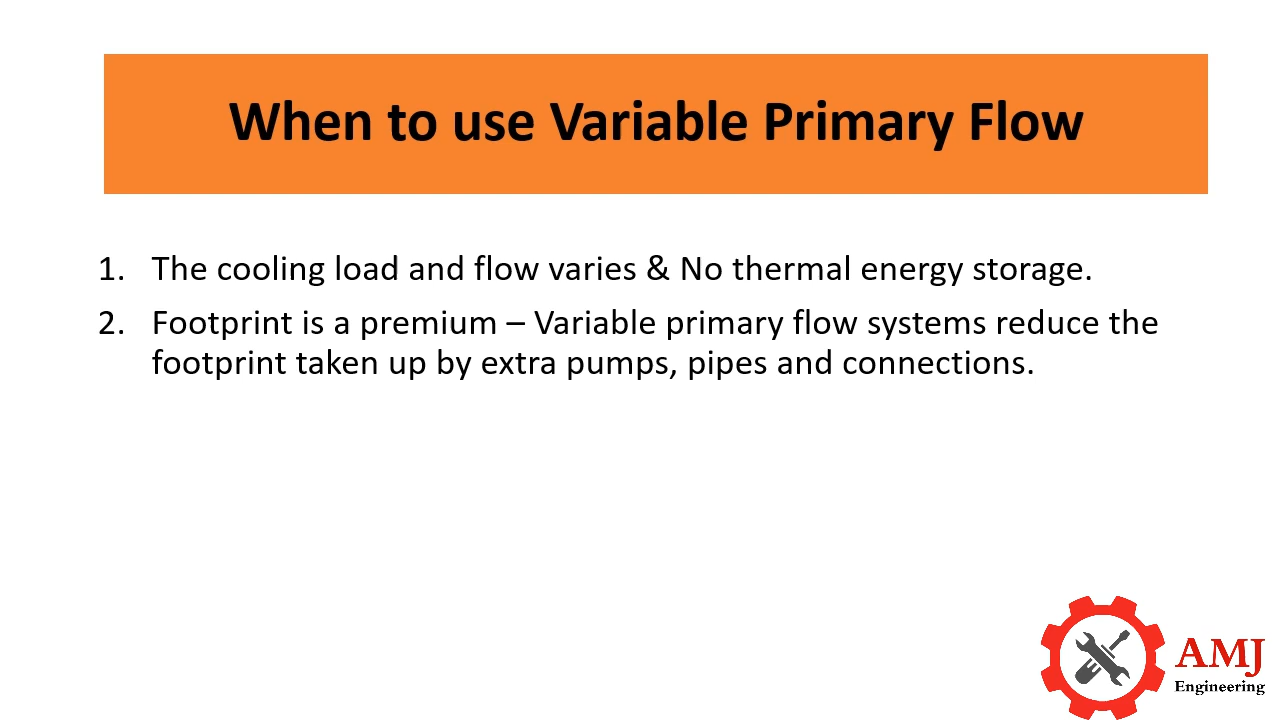 When to use Variable Primary Flow
1. The cooling load and flow varies & No thermal energy storage.
2. Footprint is a premium – Variable primary flow systems reduce the
footprint taken up by extra pumps, pipes and connections.
AMJ
Engineering